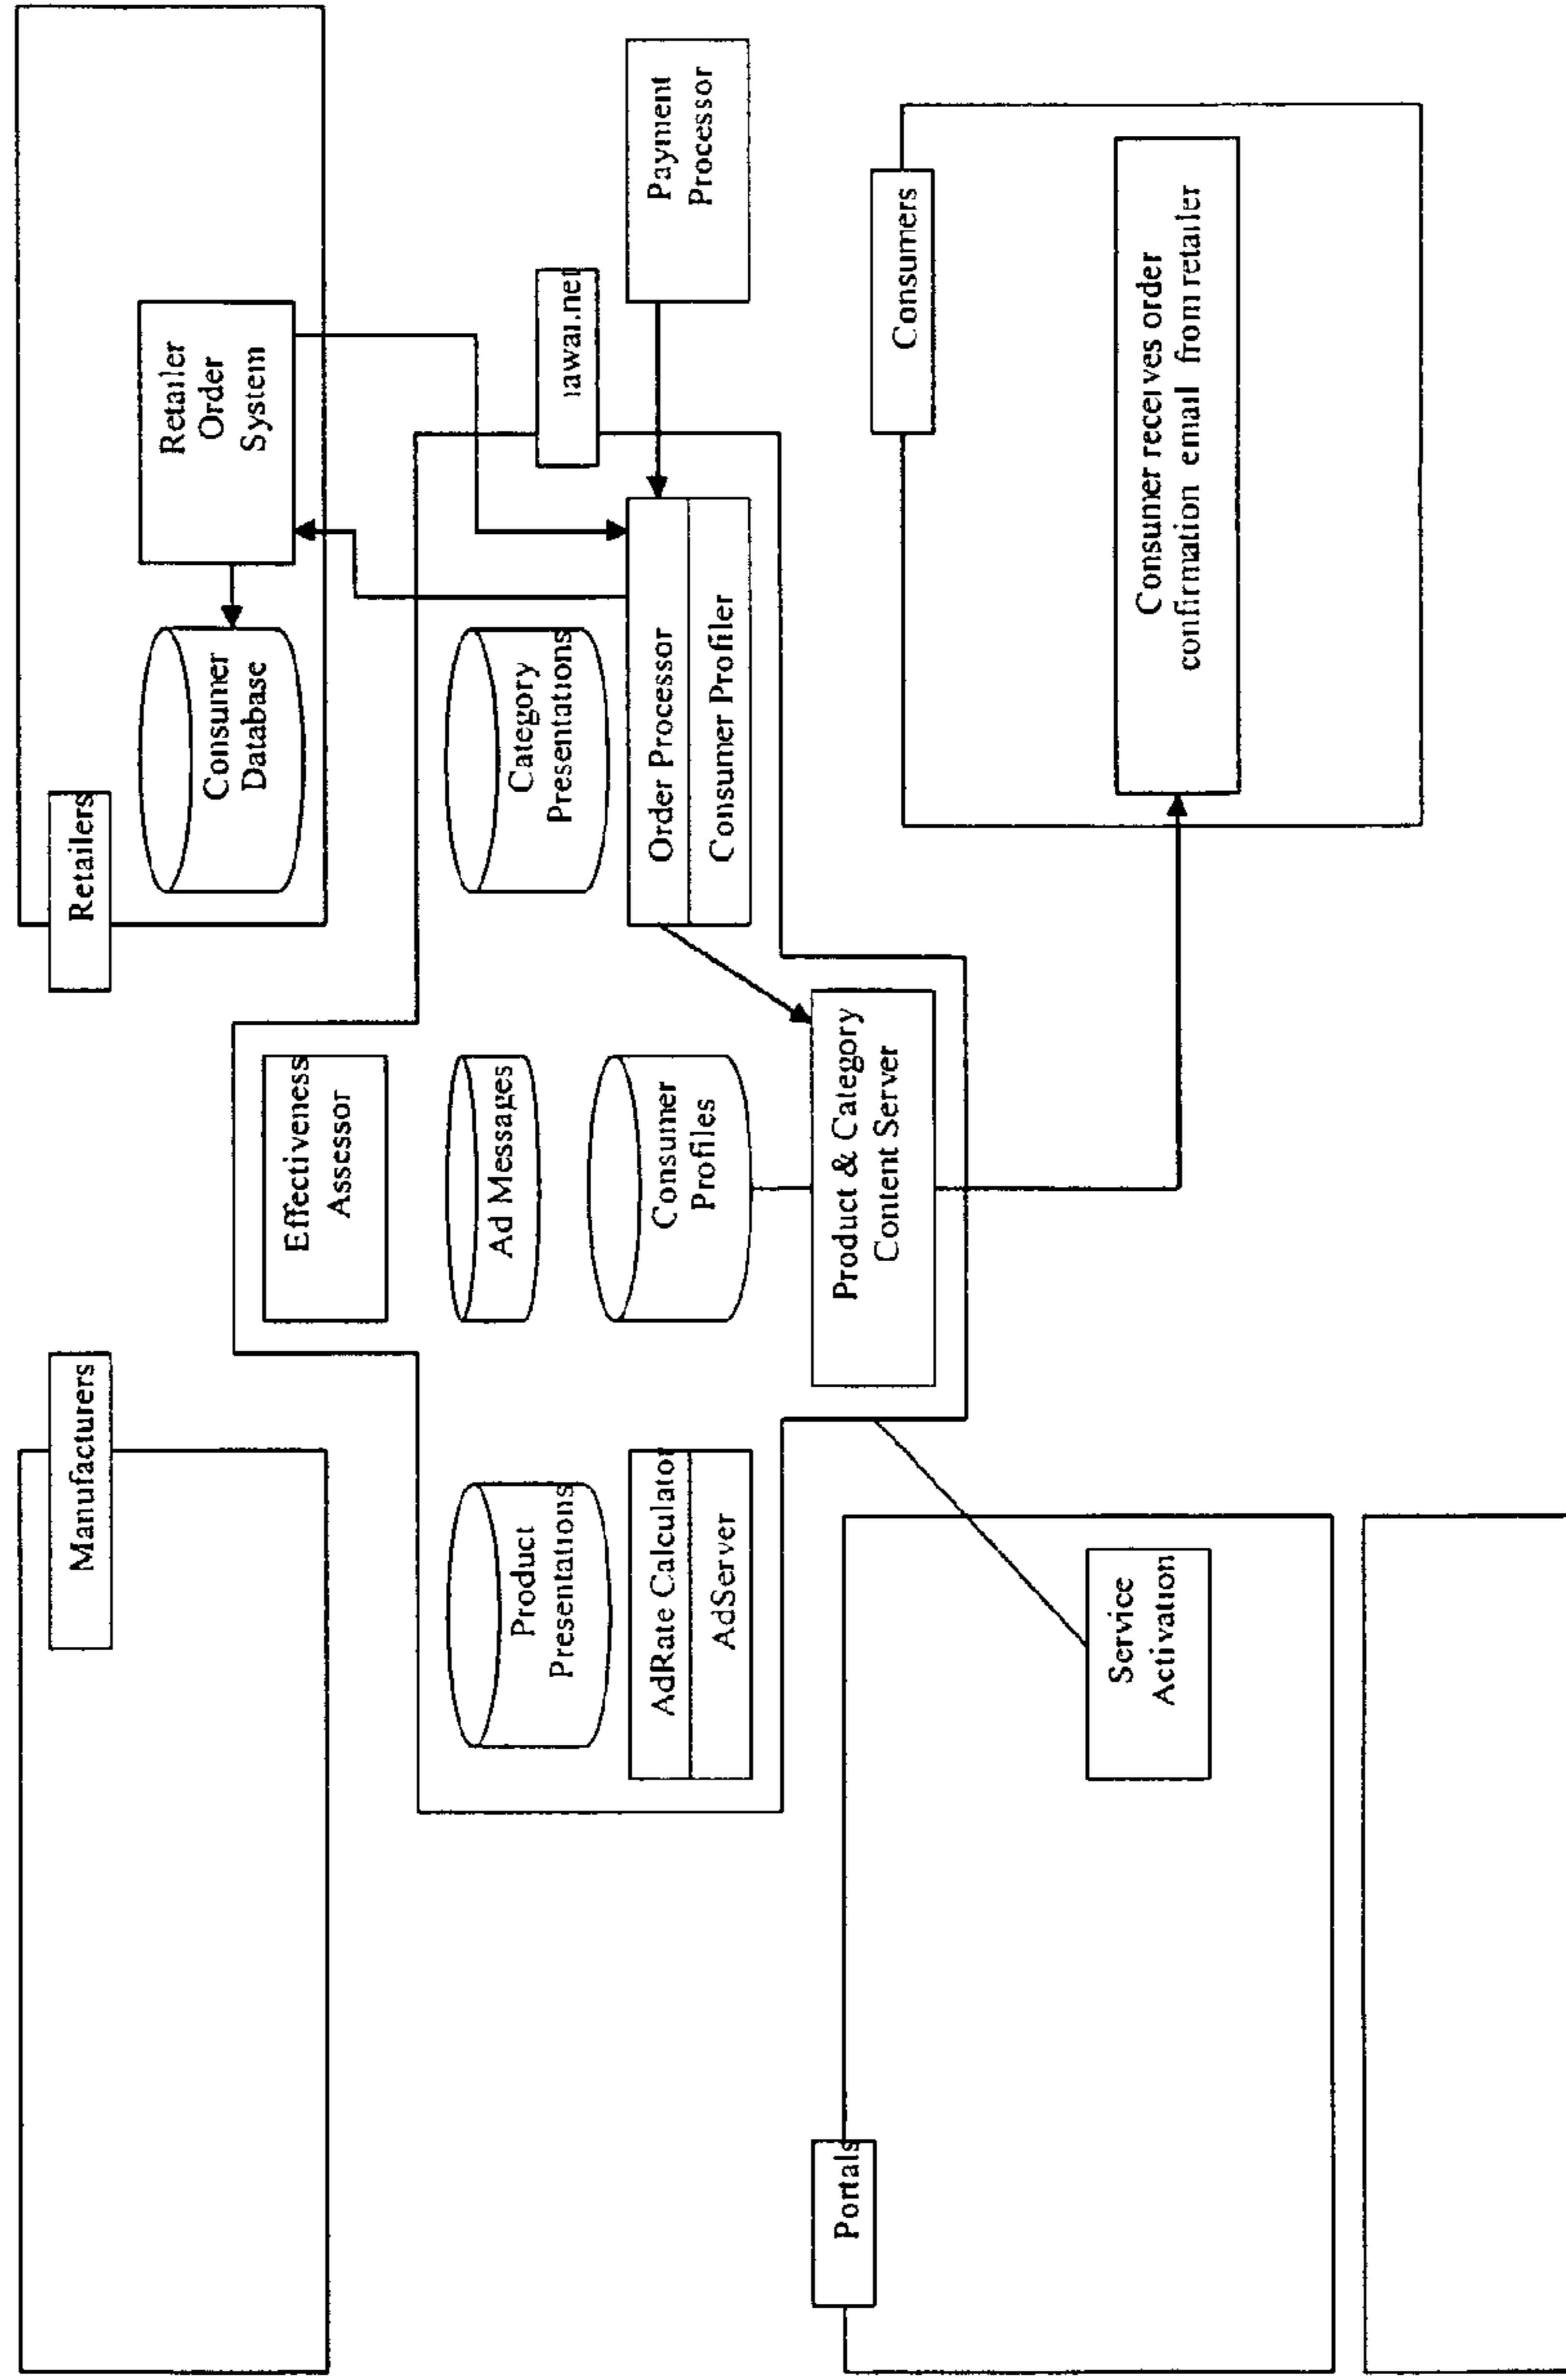 Manufacturers
Retailers
Consumer
Database
Retailer
Order
System
Effectiveness
Assessor
Product
Presentations
Ad Messages
Category
Presentations
AdRate Calculator
AdServer
Consumer
Profiles
Order Processor
Consumer Profiler
Payment
Processor
Product & Category
Content Server
Portals
Service
Activation
Consumers
Consumer receives order
confirmation email from retailer